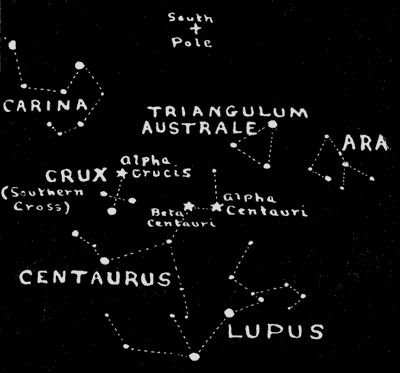 South
+
Pole
CARINA
TRIANGULUM
AUSTRALE
ARA
Alpha
Crucis
CRUX
(Southern
Cross)
Alpha
Centauri
Beta
Centauri
CENTAURUS
LUPUS